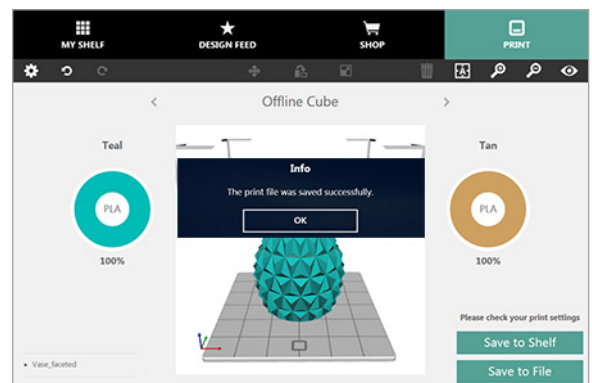 MY SHELF
DESIGN FEED
SHOP
PRINT
A
Offline Cube
Teal
PLA
100%
Info
The print file was saved successfully.
OK
Tan
PLA
100%
Please check your print settings
Save to Shelf
Save to File
• Vase_faceted